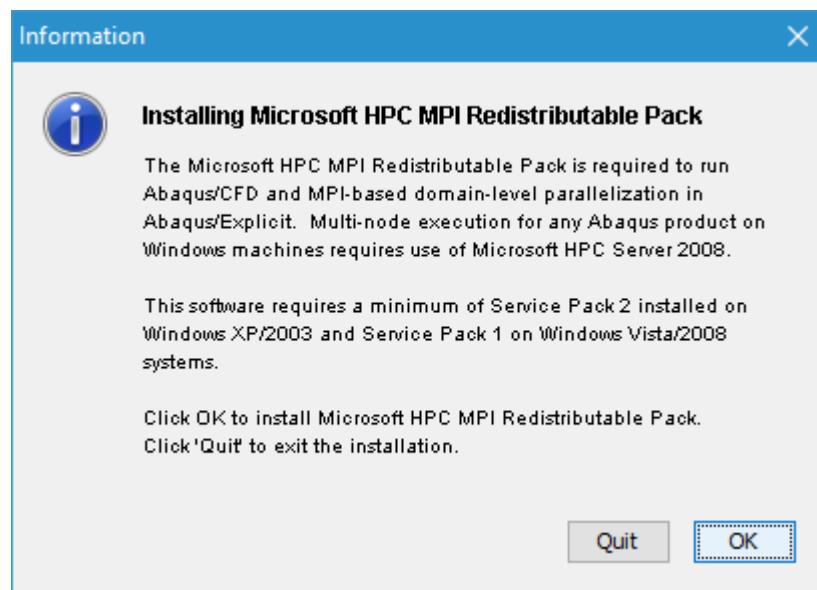 Information
Installing Microsoft HPC MPI Redistributable Pack
The Microsoft HPC MPI Redistributable Pack is required to run
Abaqus/CFD and MPI-based domain-level parallelization in
Abaqus/Explicit.  Multi-node execution for any Abaqus product on
Windows machines requires use of Microsoft HPC Server 2008.
This software requires a minimum of Service Pack 2 installed on
Windows XP/2003 and Service Pack 1 on Windows Vista/2008
systems.
Click OK to install Microsoft HPC MPI Redistributable Pack.
Click 'Quit' to exit the installation.
Quit
OK